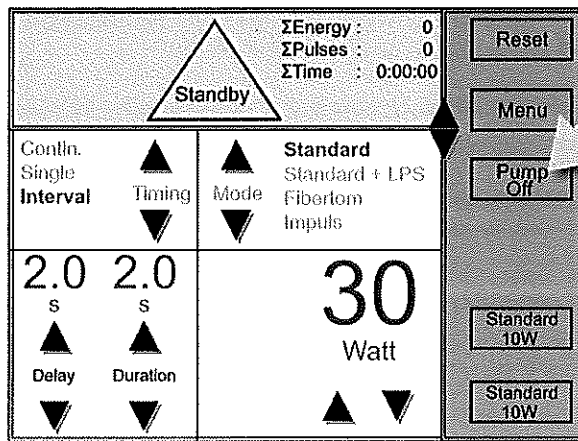 ΣEnergy : 0
ΣPulses : 0
ΣTime : 0:00:00
Standby
Reset
Menu
Pump
Off
Contin.
Single
Interval
Timing
Mode
Standard
Standard + LPS
Fibertom
Impuls
2.0 2.0
s s
Delay Duration
30
Watt
Standard
10W
Standard
10W